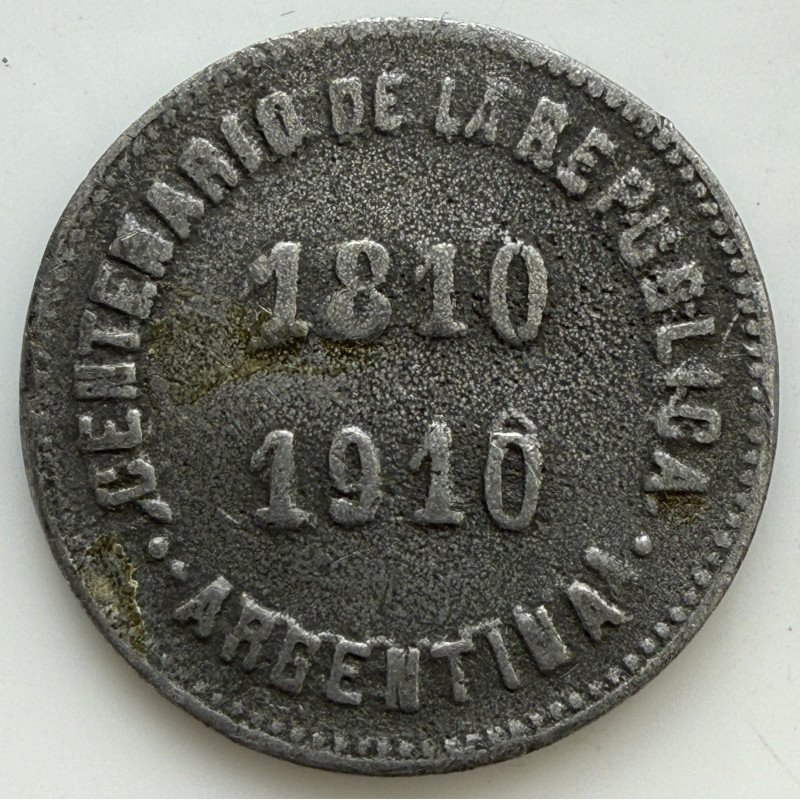 CENTENARIO DE LA REPUBLICA
1810
1910
ARGENTINA